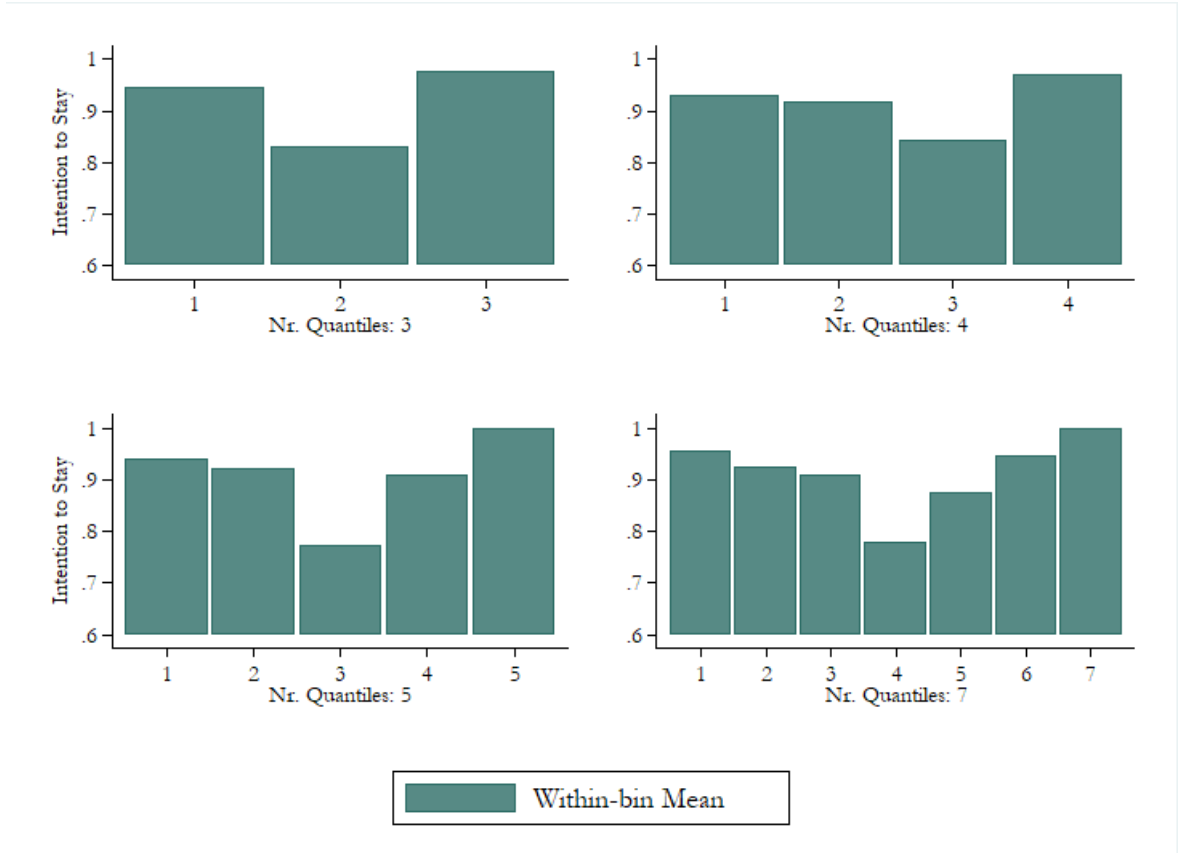 Intention to Stay
1
.9
.8
.7
.6
1 2 3
Nr. Quantiles: 3
1
.9
.8
.7
.6
1 2 3 4
Nr. Quantiles: 4
Intention to Stay
1
.9
.8
.7
.6
1 2 3 4 5
Nr. Quantiles: 5
1
.9
.8
.7
.6
1 2 3 4 5 6 7
Nr. Quantiles: 7
Within-bin Mean